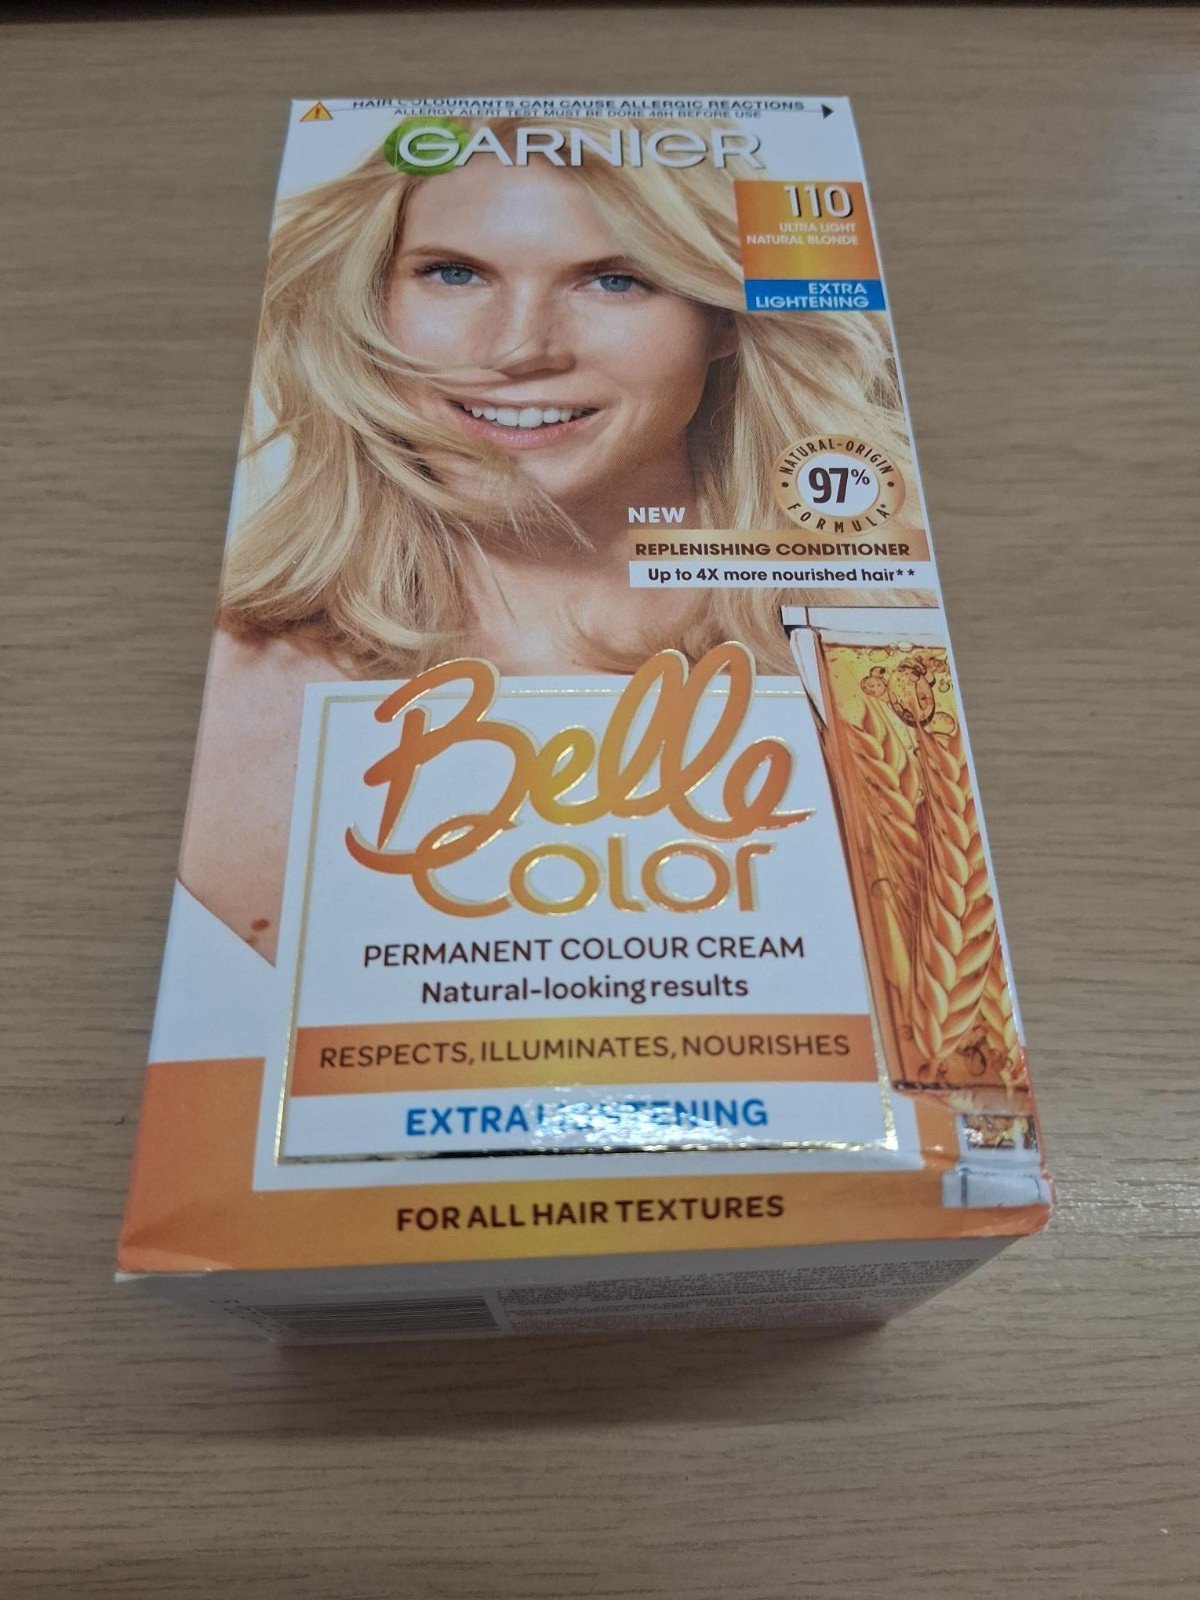 HAIR COLOURANTS CAN CAUSE ALLERGIC REACTIONS
ALLERGY ALERT TEST MUST BE DONE 48H BEFORE USE
GARNIER
110
ULTRA LIGHT
NATURAL BLONDE
EXTRA
LIGHTENING
NATURAL-ORIGIN
97%
FORMULA*
NEW
REPLENISHING CONDITIONER
Up to 4X more nourished hair**
Belle
Color
PERMANENT COLOUR CREAM
Natural-looking results
RESPECTS, ILLUMINATES, NOURISHES
EXTRA LIGHTENING
FOR ALL HAIR TEXTURES